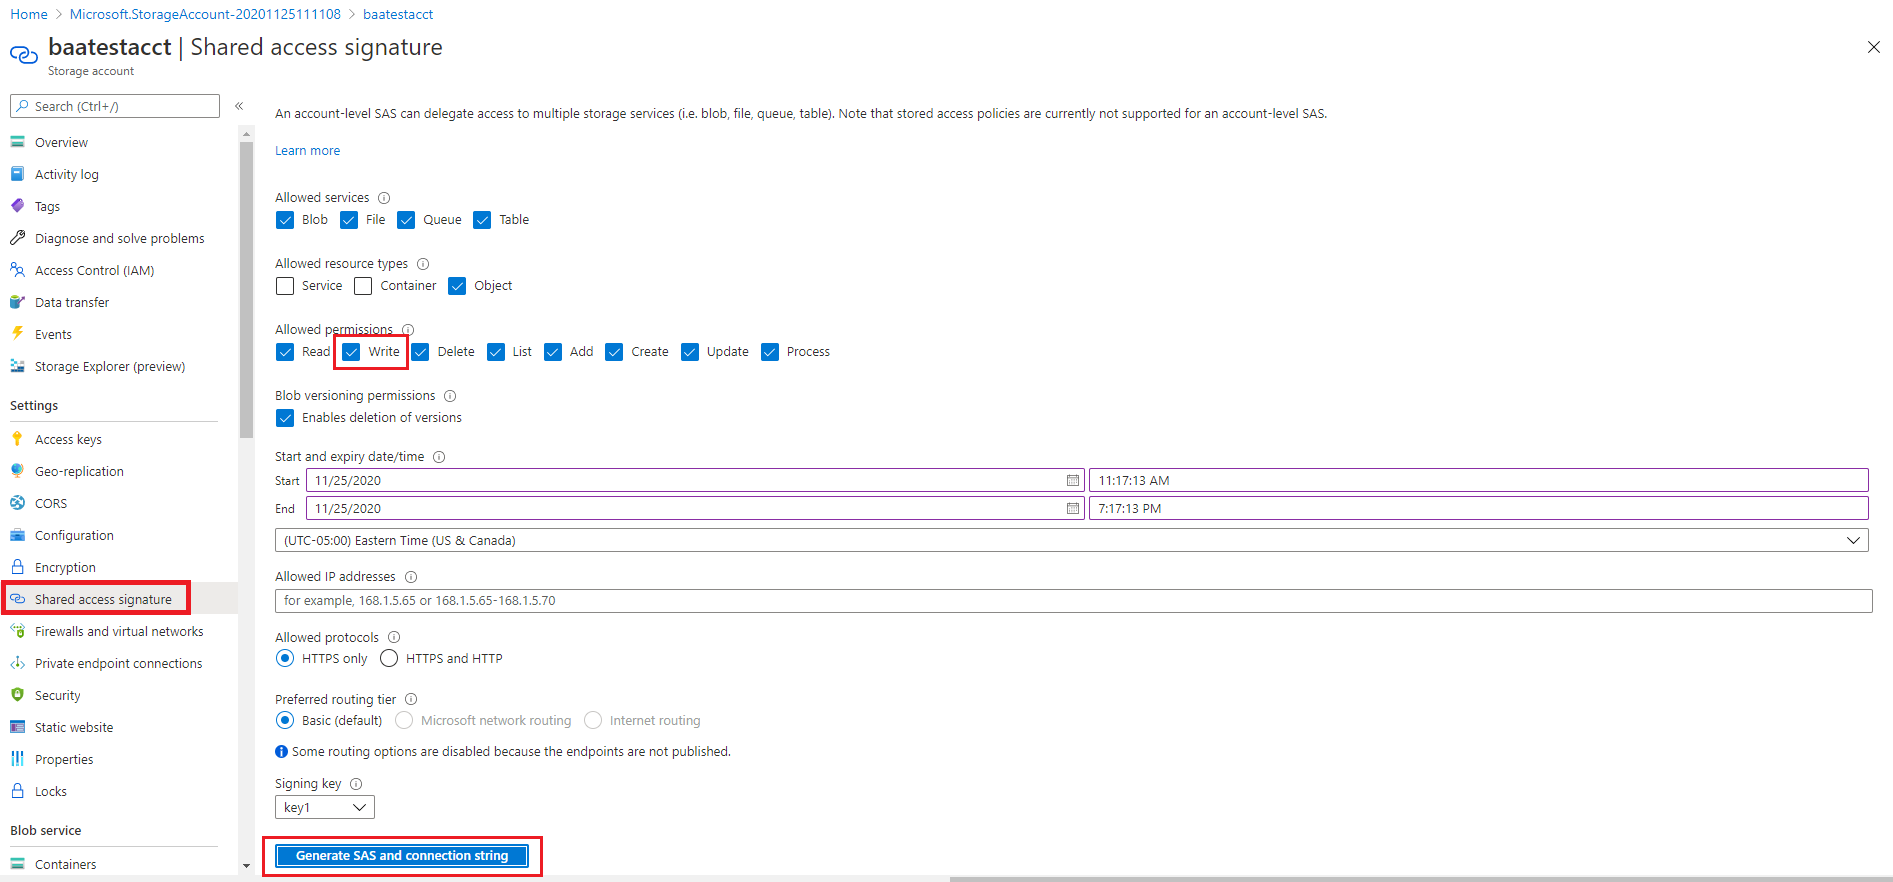 Home > Microsoft.StorageAccount-20201125111108 > baatestacct
baatestacct | Shared access signature
Storage account
Search (Ctrl+/)
«
Overview
Activity log
Tags
Diagnose and solve problems
Access Control (IAM)
Data transfer
Events
Storage Explorer (preview)
Settings
Access keys
Geo-replication
CORS
Configuration
Encryption
Shared access signature
Firewalls and virtual networks
Private endpoint connections
Security
Static website
Properties
Locks
Blob service
Containers
An account-level SAS can delegate access to multiple storage services (i.e. blob, file, queue, table). Note that stored access policies are currently not supported for an account-level SAS.
Learn more
Allowed services
Blob File Queue Table
Allowed resource types
Service Container Object
Allowed permissions
Read Write Delete List Add Create Update Process
Blob versioning permissions
Enables deletion of versions
Start and expiry date/time
Start 11/25/2020 11:17:13 AM
End 11/25/2020 7:17:13 PM
(UTC-05:00) Eastern Time (US & Canada)
Allowed IP addresses
for example, 168.1.5.65 or 168.1.5.65-168.1.5.70
Allowed protocols
HTTPS only HTTPS and HTTP
Preferred routing tier
Basic (default) Microsoft network routing Internet routing
Some routing options are disabled because the endpoints are not published.
Signing key
key1
Generate SAS and connection string